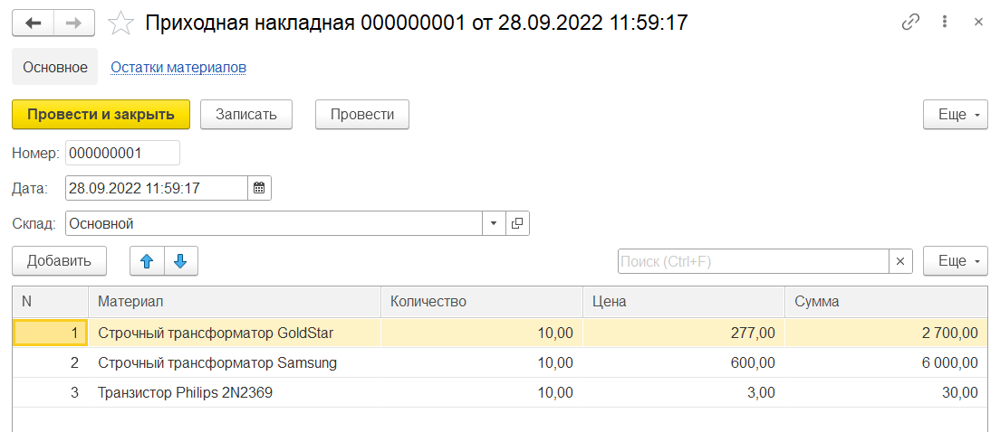 Приходная накладная 000000001 от 28.09.2022 11:59:17
Основное Остатки материалов
Провести и закрыть Записать Провести Еще
Номер: 000000001
Дата: 28.09.2022 11:59:17
Склад: Основной
Добавить Поиск (Ctrl+F) Еще
N Материал Количество Цена Сумма
1 Строчный трансформатор GoldStar 10,00 277,00 2 700,00
2 Строчный трансформатор Samsung 10,00 600,00 6 000,00
3 Транзистор Philips 2N2369 10,00 3,00 30,00